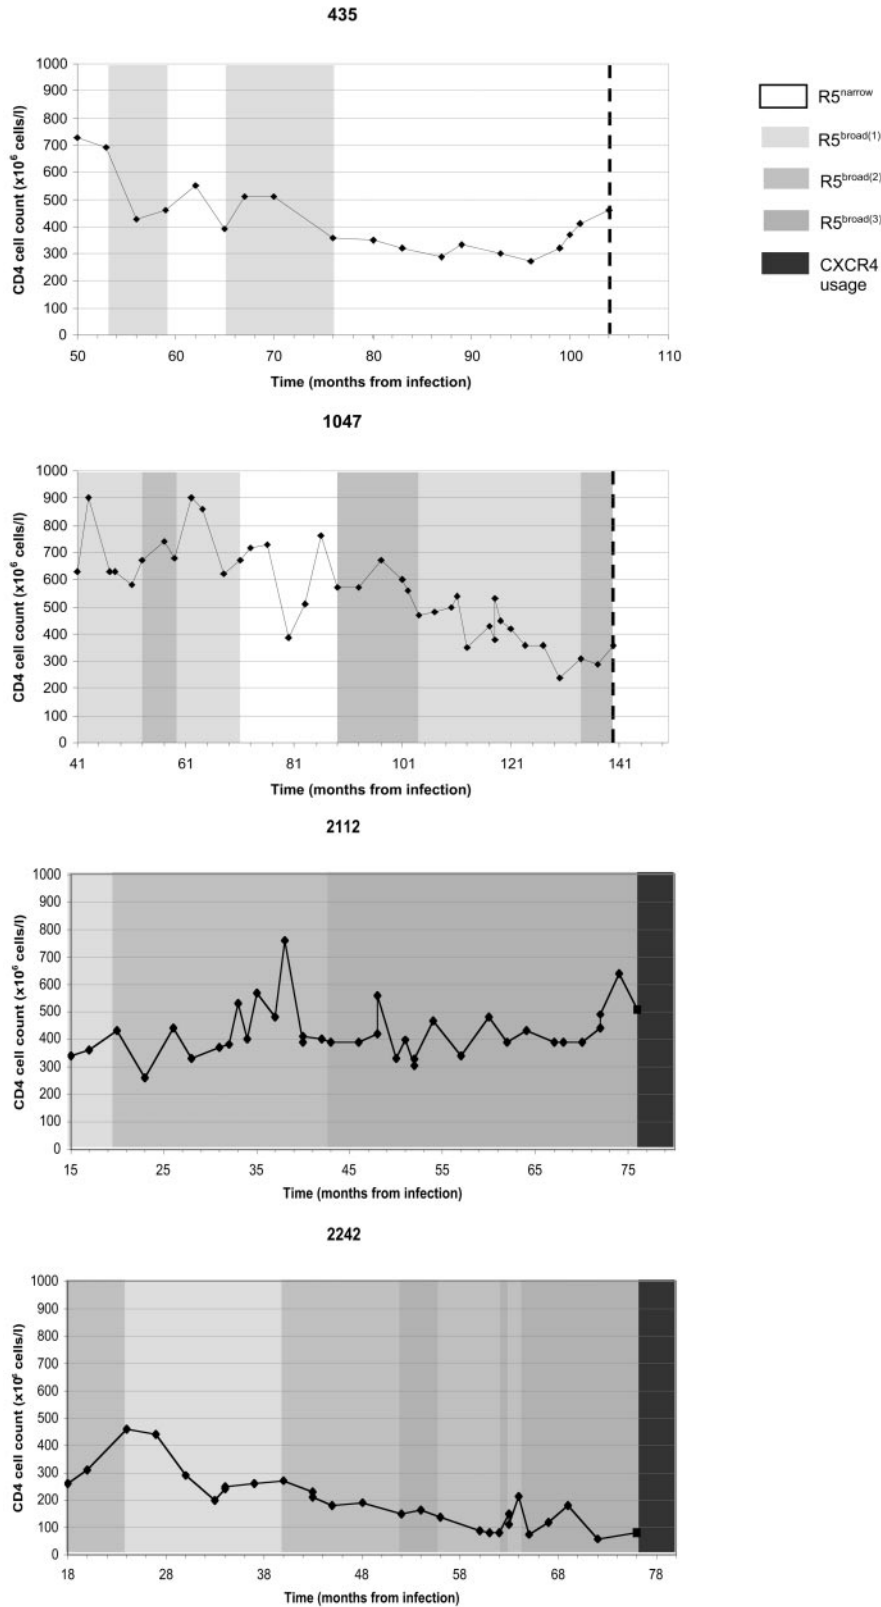 435
1000
900
800
700
600
500
400
300
200
100
0
CD4 cell count (x10⁶ cells/l)
50 60 70 80 90 100 110
Time (months from infection)
R5narrow
R5broad(1)
R5broad(2)
R5broad(3)
CXCR4
usage
1047
1000
900
800
700
600
500
400
300
200
100
0
CD4 cell count (x10⁶ cells/l)
41 61 81 101 121 141
Time (months from infection)
2112
1000
900
800
700
600
500
400
300
200
100
0
CD4 cell count (x10⁶ cells/l)
15 25 35 45 55 65 75
Time (months from infection)
2242
1000
900
800
700
600
500
400
300
200
100
0
CD4 cell count (x10⁶ cells/l)
18 28 38 48 58 68 78
Time (months from infection)